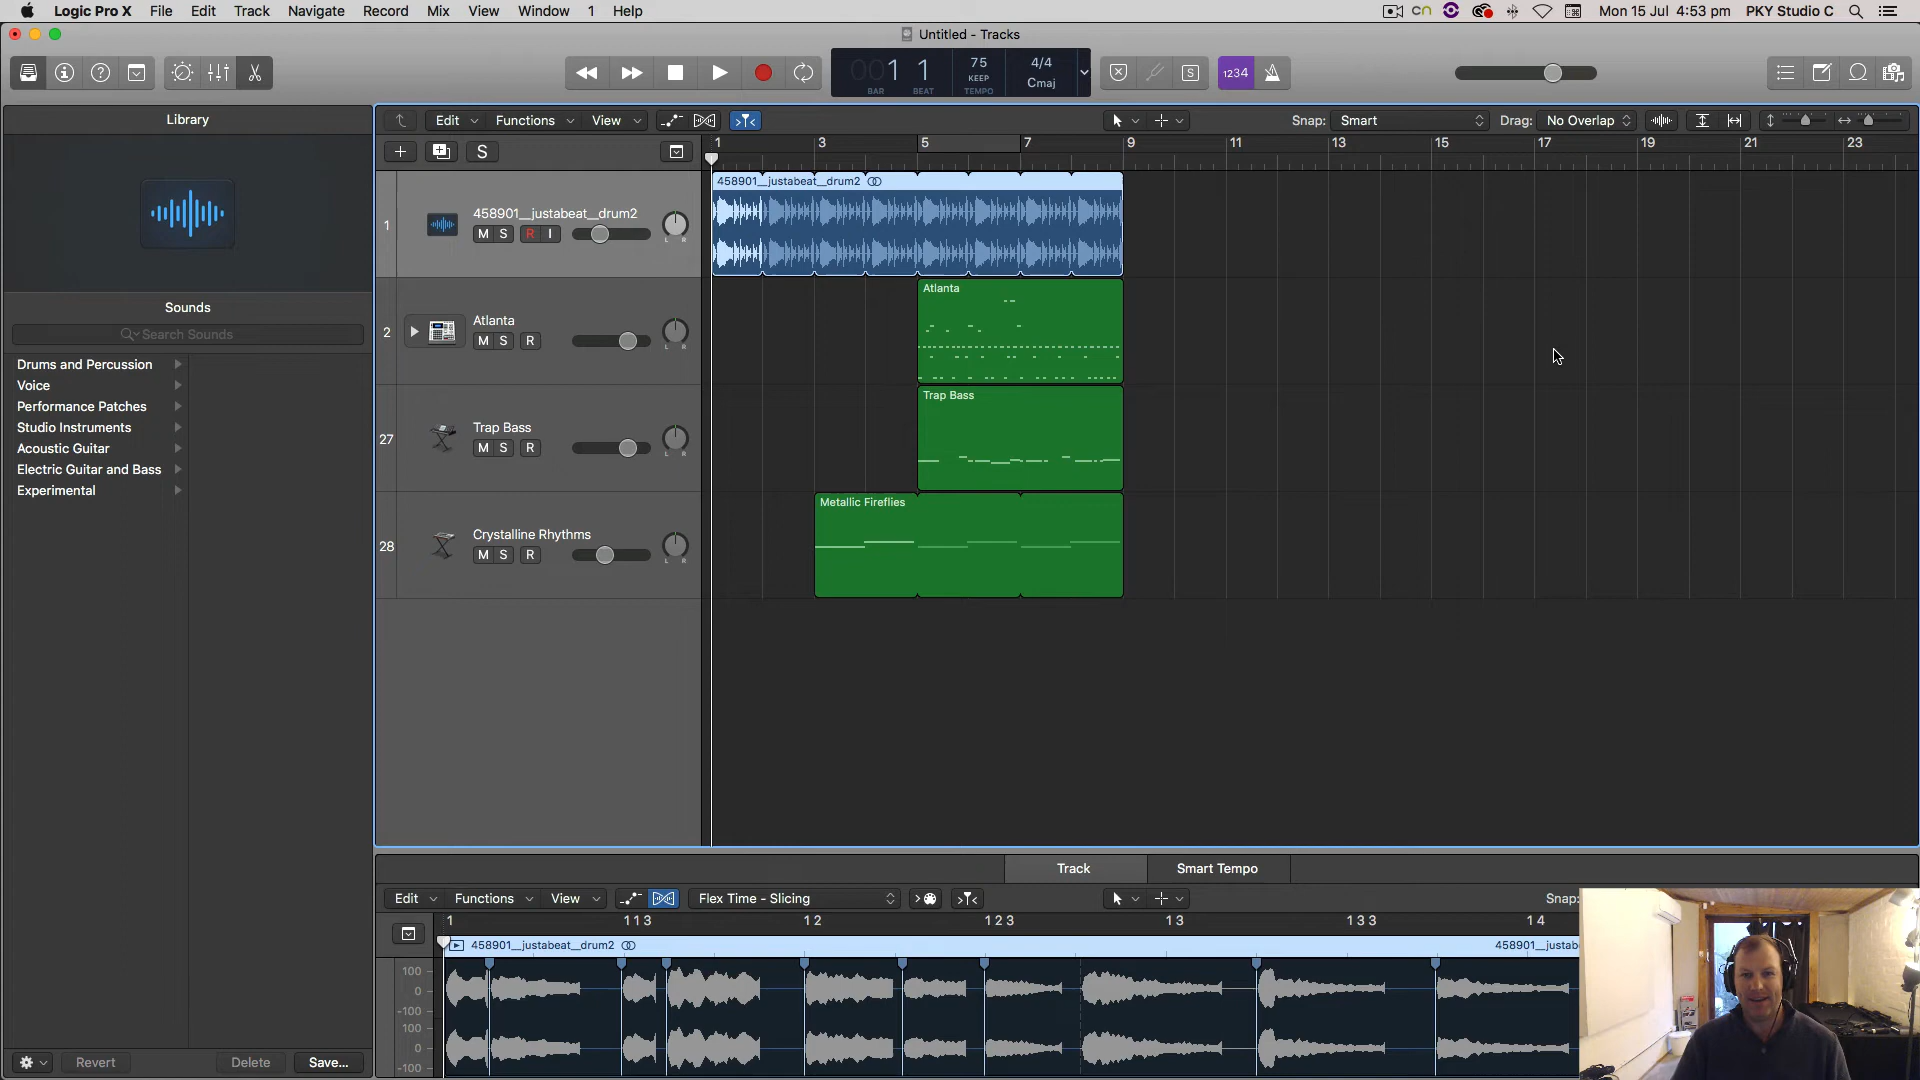 Logic Pro X File Edit Track Navigate Record Mix View Window 1 Help
Mon 15 Jul 4:53 pm PKY Studio C
Untitled - Tracks
001 1
BAR BEAT
75
KEEP
TEMPO
4/4
Cmaj
S
1234
Library
Sounds
Search Sounds
Drums and Percussion
Voice
Performance Patches
Studio Instruments
Acoustic Guitar
Electric Guitar and Bass
Experimental
Revert Delete Save...
Edit Functions View
Snap: Smart Drag: No Overlap
S
1 3 5 7 9 11 13 15 17 19 21 23
1 458901__justabeat__drum2
M S R I
L R
2 Atlanta
M S R
L R
27 Trap Bass
M S R
L R
28 Crystalline Rhythms
M S R
L R
458901__justabeat__drum2
Atlanta
Trap Bass
Metallic Fireflies
Track Smart Tempo
Edit Functions View Flex Time - Slicing
Snap:
1 1 1 3 1 2 1 2 3 1 3 1 3 3 1 4
458901__justabeat__drum2 458901__justab
100
0
-100
100
0
-100